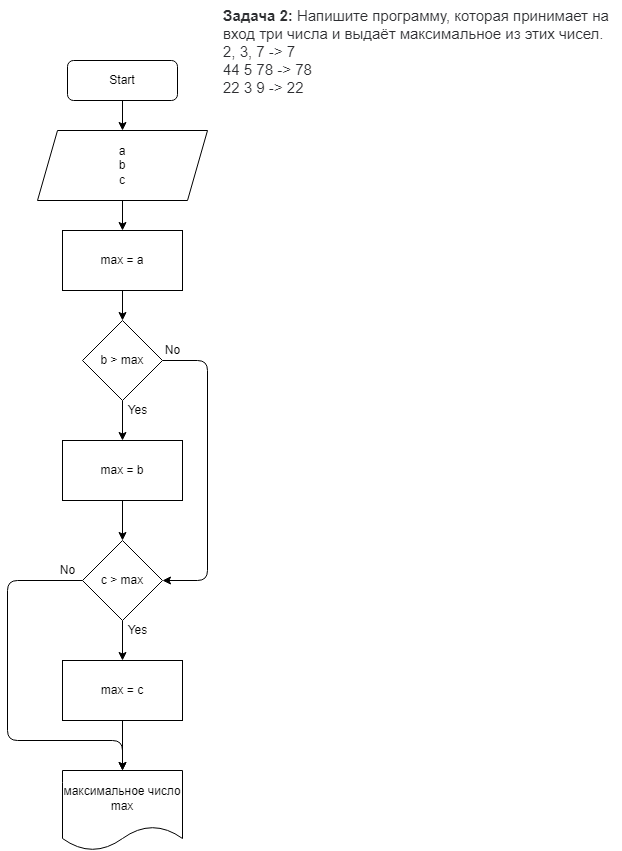 Задача 2: Напишите программу, которая принимает на
вход три числа и выдаёт максимальное из этих чисел.
2, 3, 7 -> 7
44 5 78 -> 78
22 3 9 -> 22
Start
a
b
c
max = a
b > max
No
Yes
max = b
No
c > max
Yes
max = c
максимальное число
max